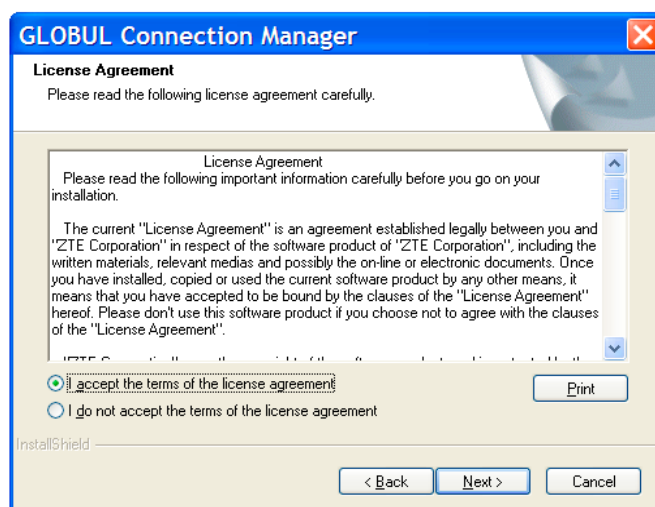 GLOBUL Connection Manager
License Agreement
Please read the following license agreement carefully.
License Agreement
Please read the following important information carefully before you go on your
installation.
The current "License Agreement" is an agreement established legally between you and
"ZTE Corporation" in respect of the software product of "ZTE Corporation", including the
written materials, relevant medias and possibly the on-line or electronic documents. Once
you have installed, copied or used the current software product by any other means, it
means that you have accepted to be bound by the clauses of the "License Agreement"
hereof. Please don't use this software product if you choose not to agree with the clauses
of the "License Agreement".
I accept the terms of the license agreement
Print
I do not accept the terms of the license agreement
InstallShield
< Back
Next >
Cancel